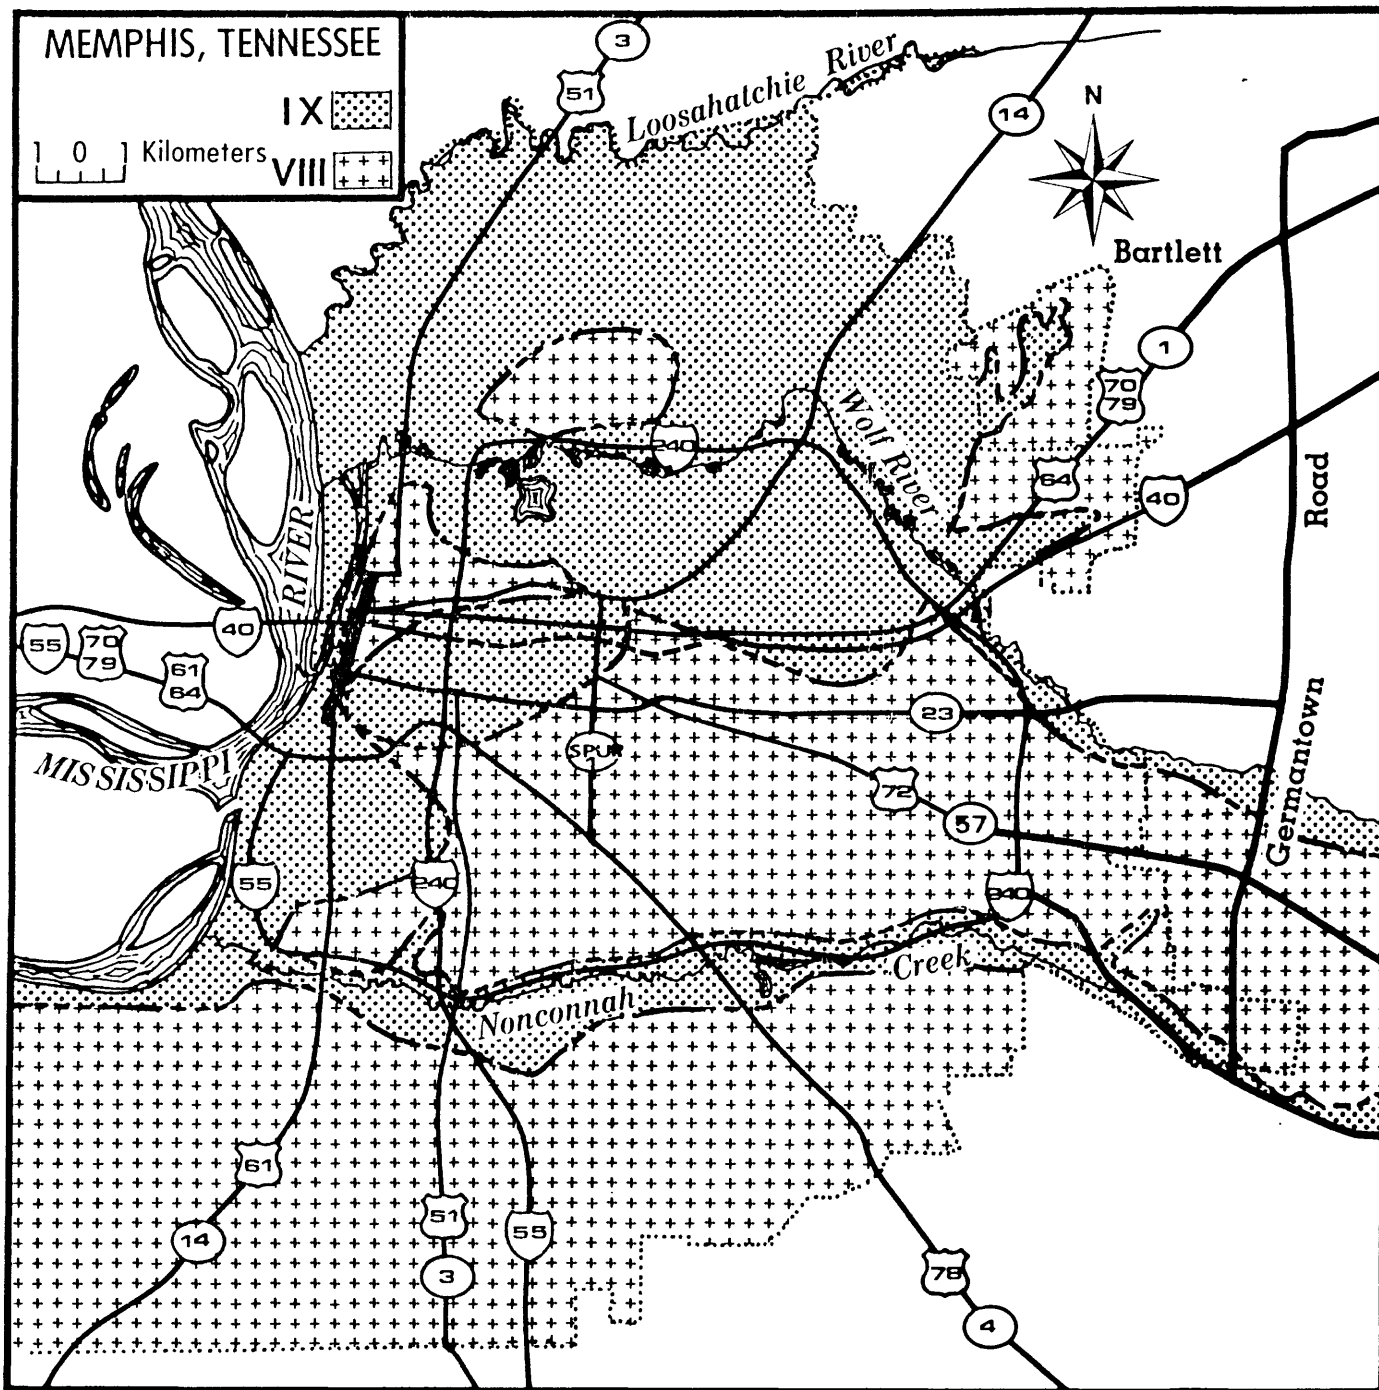 MEMPHIS, TENNESSEE
IX
1 0 1 Kilometers
VIII
3
51
Loosahatchie River
14
N
Bartlett
1
70
79
240
Wolf River
64
40
Road
RIVER
55
70
79
40
61
64
23
Germantown
MISSISSIPPI
SPUR
1
72
57
55
240
240
Creek
Nonconnah
61
51
55
14
3
78
4